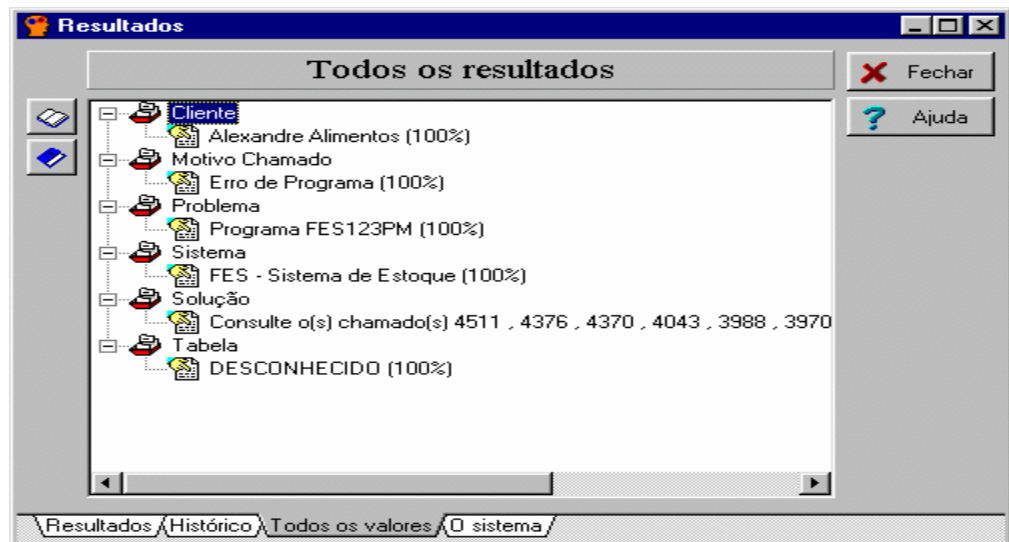 Resultados
Todos os resultados
Fechar
Ajuda
Cliente
Alexandre Alimentos (100%)
Motivo Chamado
Erro de Programa (100%)
Problema
Programa FES123PM (100%)
Sistema
FES - Sistema de Estoque (100%)
Solução
Consulte o(s) chamado(s) 4511 , 4376 , 4370 , 4043 , 3988 , 3970
Tabela
DESCONHECIDO (100%)
Resultados Histórico Todos os valores O sistema